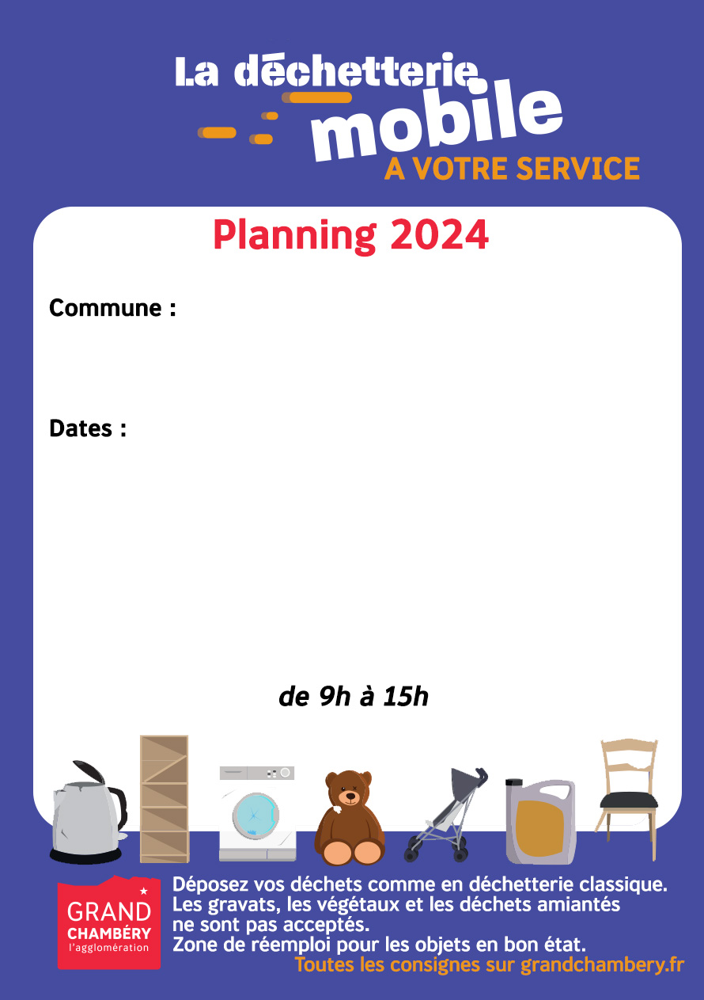 La déchetterie
mobile
A VOTRE SERVICE
Planning 2024
Commune :
Dates :
de 9h à 15h
GRAND
CHAMBÉRY
l'agglomération
Déposez vos déchets comme en déchetterie classique.
Les gravats, les végétaux et les déchets amiantés
ne sont pas acceptés.
Zone de réemploi pour les objets en bon état.
Toutes les consignes sur grandchambery.fr